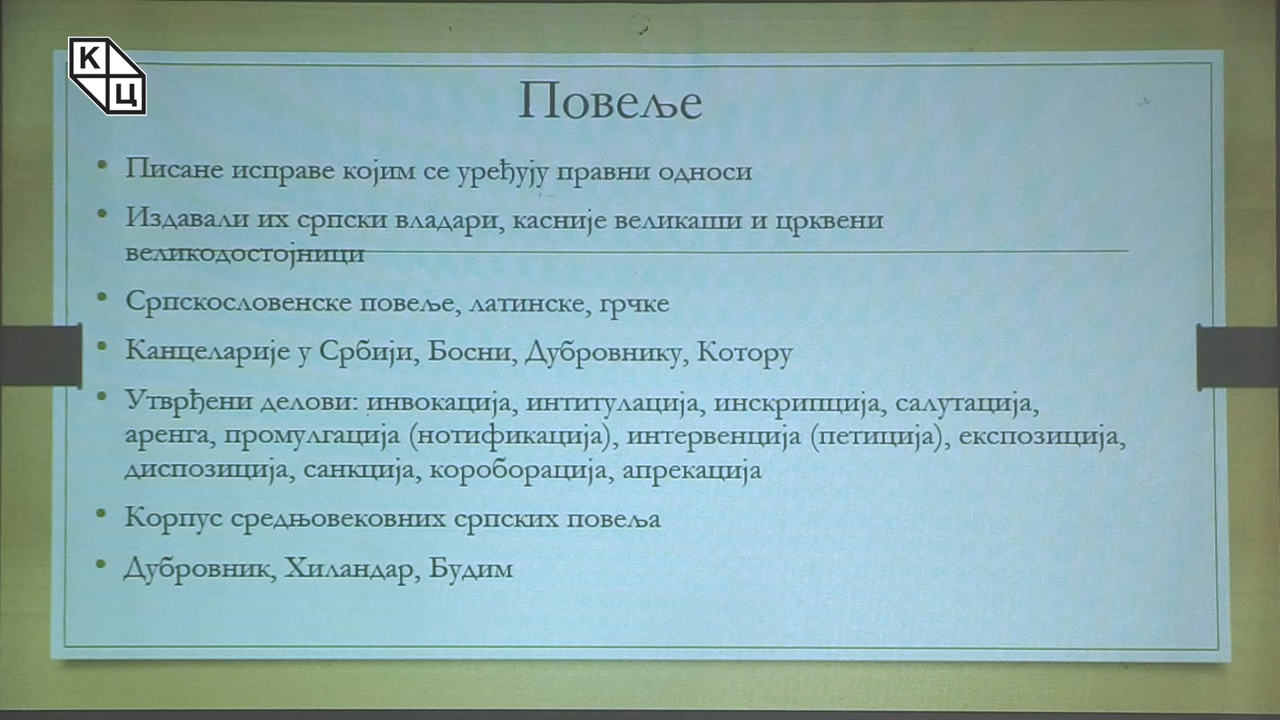 КЦ
Повеље
• Писане исправе којим се уређују правни односи
• Издавали их српски владари, касније великаши и црквени
великодостојници
• Српскословенске повеље, латинске, грчке
• Канцеларије у Србији, Босни, Дубровнику, Котору
• Утврђени делови: инвокација, интитулација, инскрипција, салутација,
аренга, промулгација (нотификација), интервенција (петиција), експозиција,
диспозиција, санкција, короборација, апрекација
• Корпус средњовековних српских повеља
• Дубровник, Хиландар, Будим